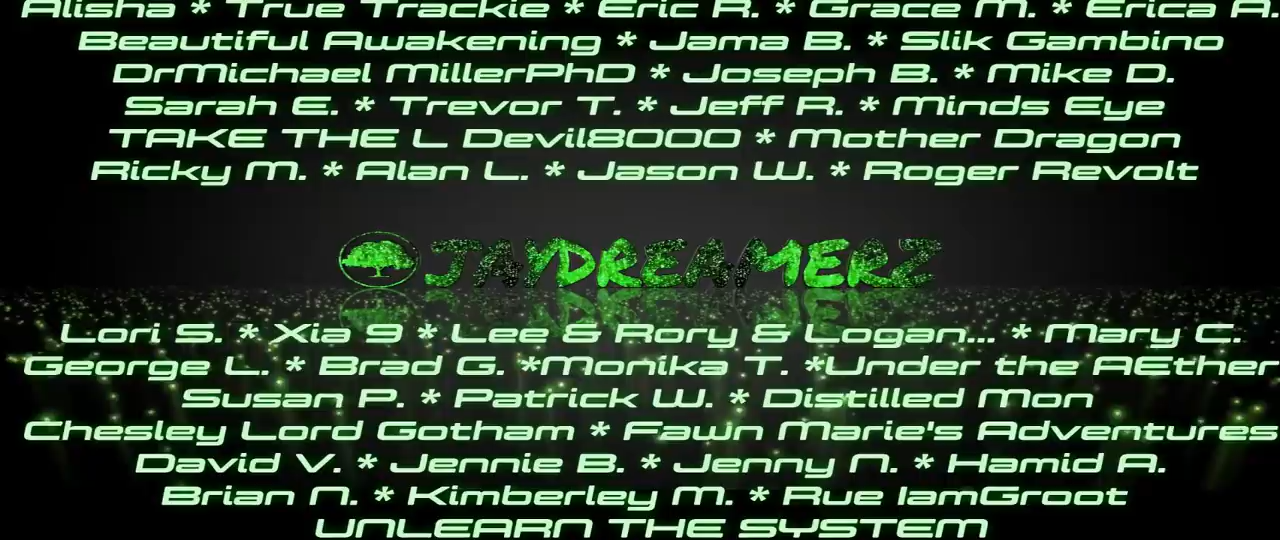 Alisha * True Trackie * Eric R. * Grace M. * Erica A.
Beautiful Awakening * Jama B. * Slik Gambino
DrMichael MillerPhD * Joseph B. * Mike D.
Sarah E. * Trevor T. * Jeff R. * Minds Eye
TAKE THE L Devil8000 * Mother Dragon
Ricky M. * Alan L. * Jason W. * Roger Revolt
JAYDREAMERZ
Lori S. * Xia 9 * Lee & Rory & Logan... * Mary C.
George L. * Brad G. *Monika T. *Under the AEther
Susan P. * Patrick W. * Distilled Mon
Chesley Lord Gotham * Fawn Marie's Adventures
David V. * Jennie B. * Jenny N. * Hamid A.
Brian N. * Kimberley M. * Rue IamGroot
UNLEARN THE SYSTEM